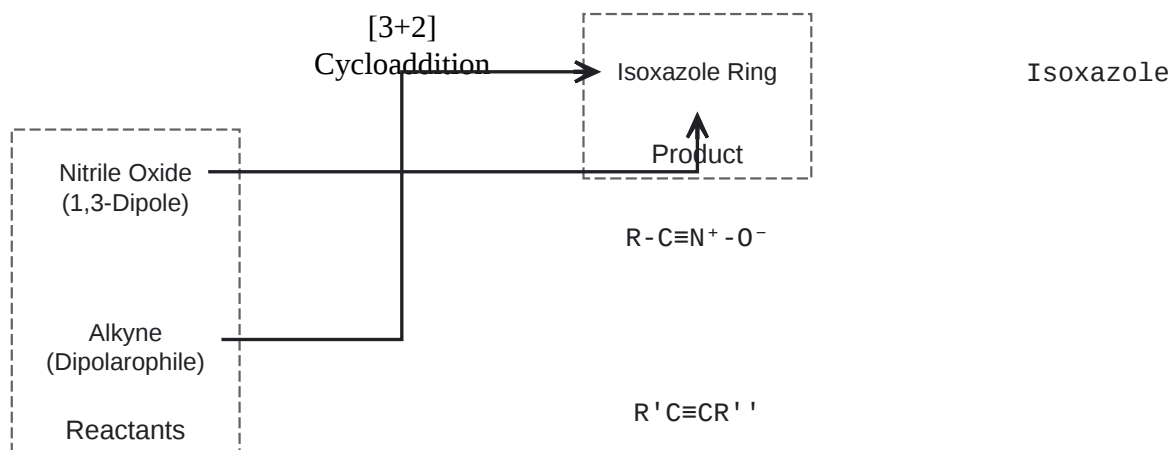 [3+2]
Cycloaddition
Isoxazole Ring
Isoxazole
Product
Nitrile Oxide
(1,3-Dipole)
R-C≡N⁺-O⁻
Alkyne
(Dipolarophile)
R'C≡CR''
Reactants